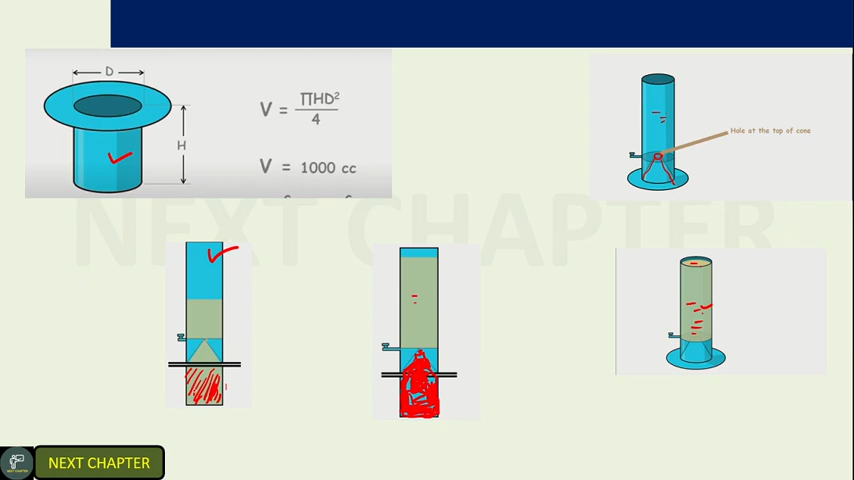 D
H
V = ΠHD²/4
V = 1000 cc
Hole at the top of cone
NEXT CHAPTER
NEXT CHAPTER